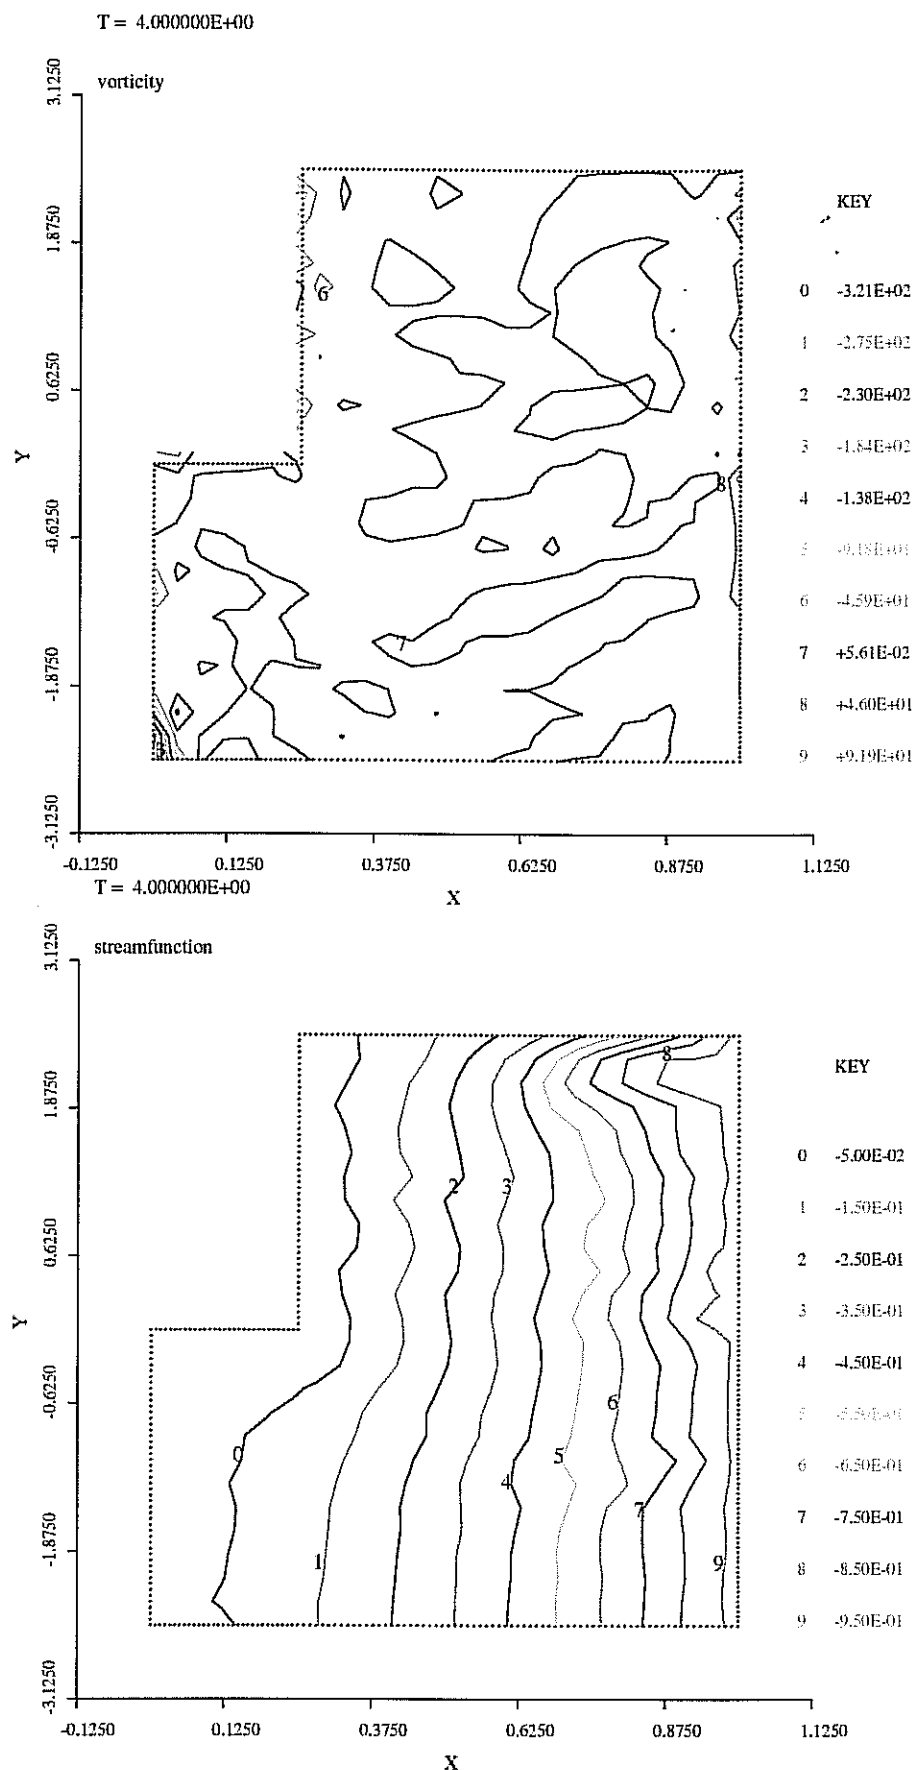 T = 4.000000E+00
vorticity
3.1250
1.8750
0.6250
Y
-0.6250
-1.8750
-3.1250
-0.1250 0.1250 0.3750 0.6250 0.8750 1.1250
X
6
8
7
KEY
0 -3.21E+02
1 -2.75E+02
2 -2.30E+02
3 -1.84E+02
4 -1.38E+02
5 -9.18E+01
6 -4.59E+01
7 +5.61E-02
8 +4.60E+01
9 +9.19E+01
T = 4.000000E+00
streamfunction
3.1250
1.8750
0.6250
Y
-0.6250
-1.8750
-3.1250
-0.1250 0.1250 0.3750 0.6250 0.8750 1.1250
X
8
2 3
6
0 5
4
7
1 9
KEY
0 -5.00E-02
1 -1.50E-01
2 -2.50E-01
3 -3.50E-01
4 -4.50E-01
5 -5.50E-01
6 -6.50E-01
7 -7.50E-01
8 -8.50E-01
9 -9.50E-01